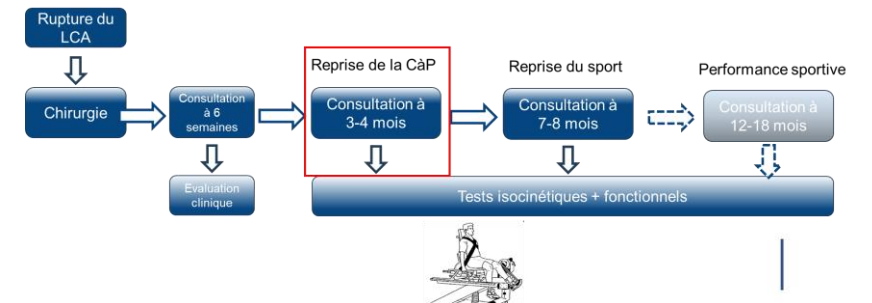 Rupture du
LCA
Chirurgie
Consultation
à 6
semaines
Evaluation
clinique
Reprise de la CàP
Consultation à
3-4 mois
Reprise du sport
Consultation à
7-8 mois
Performance sportive
Consultation à
12-18 mois
Tests isocinétiques + fonctionnels